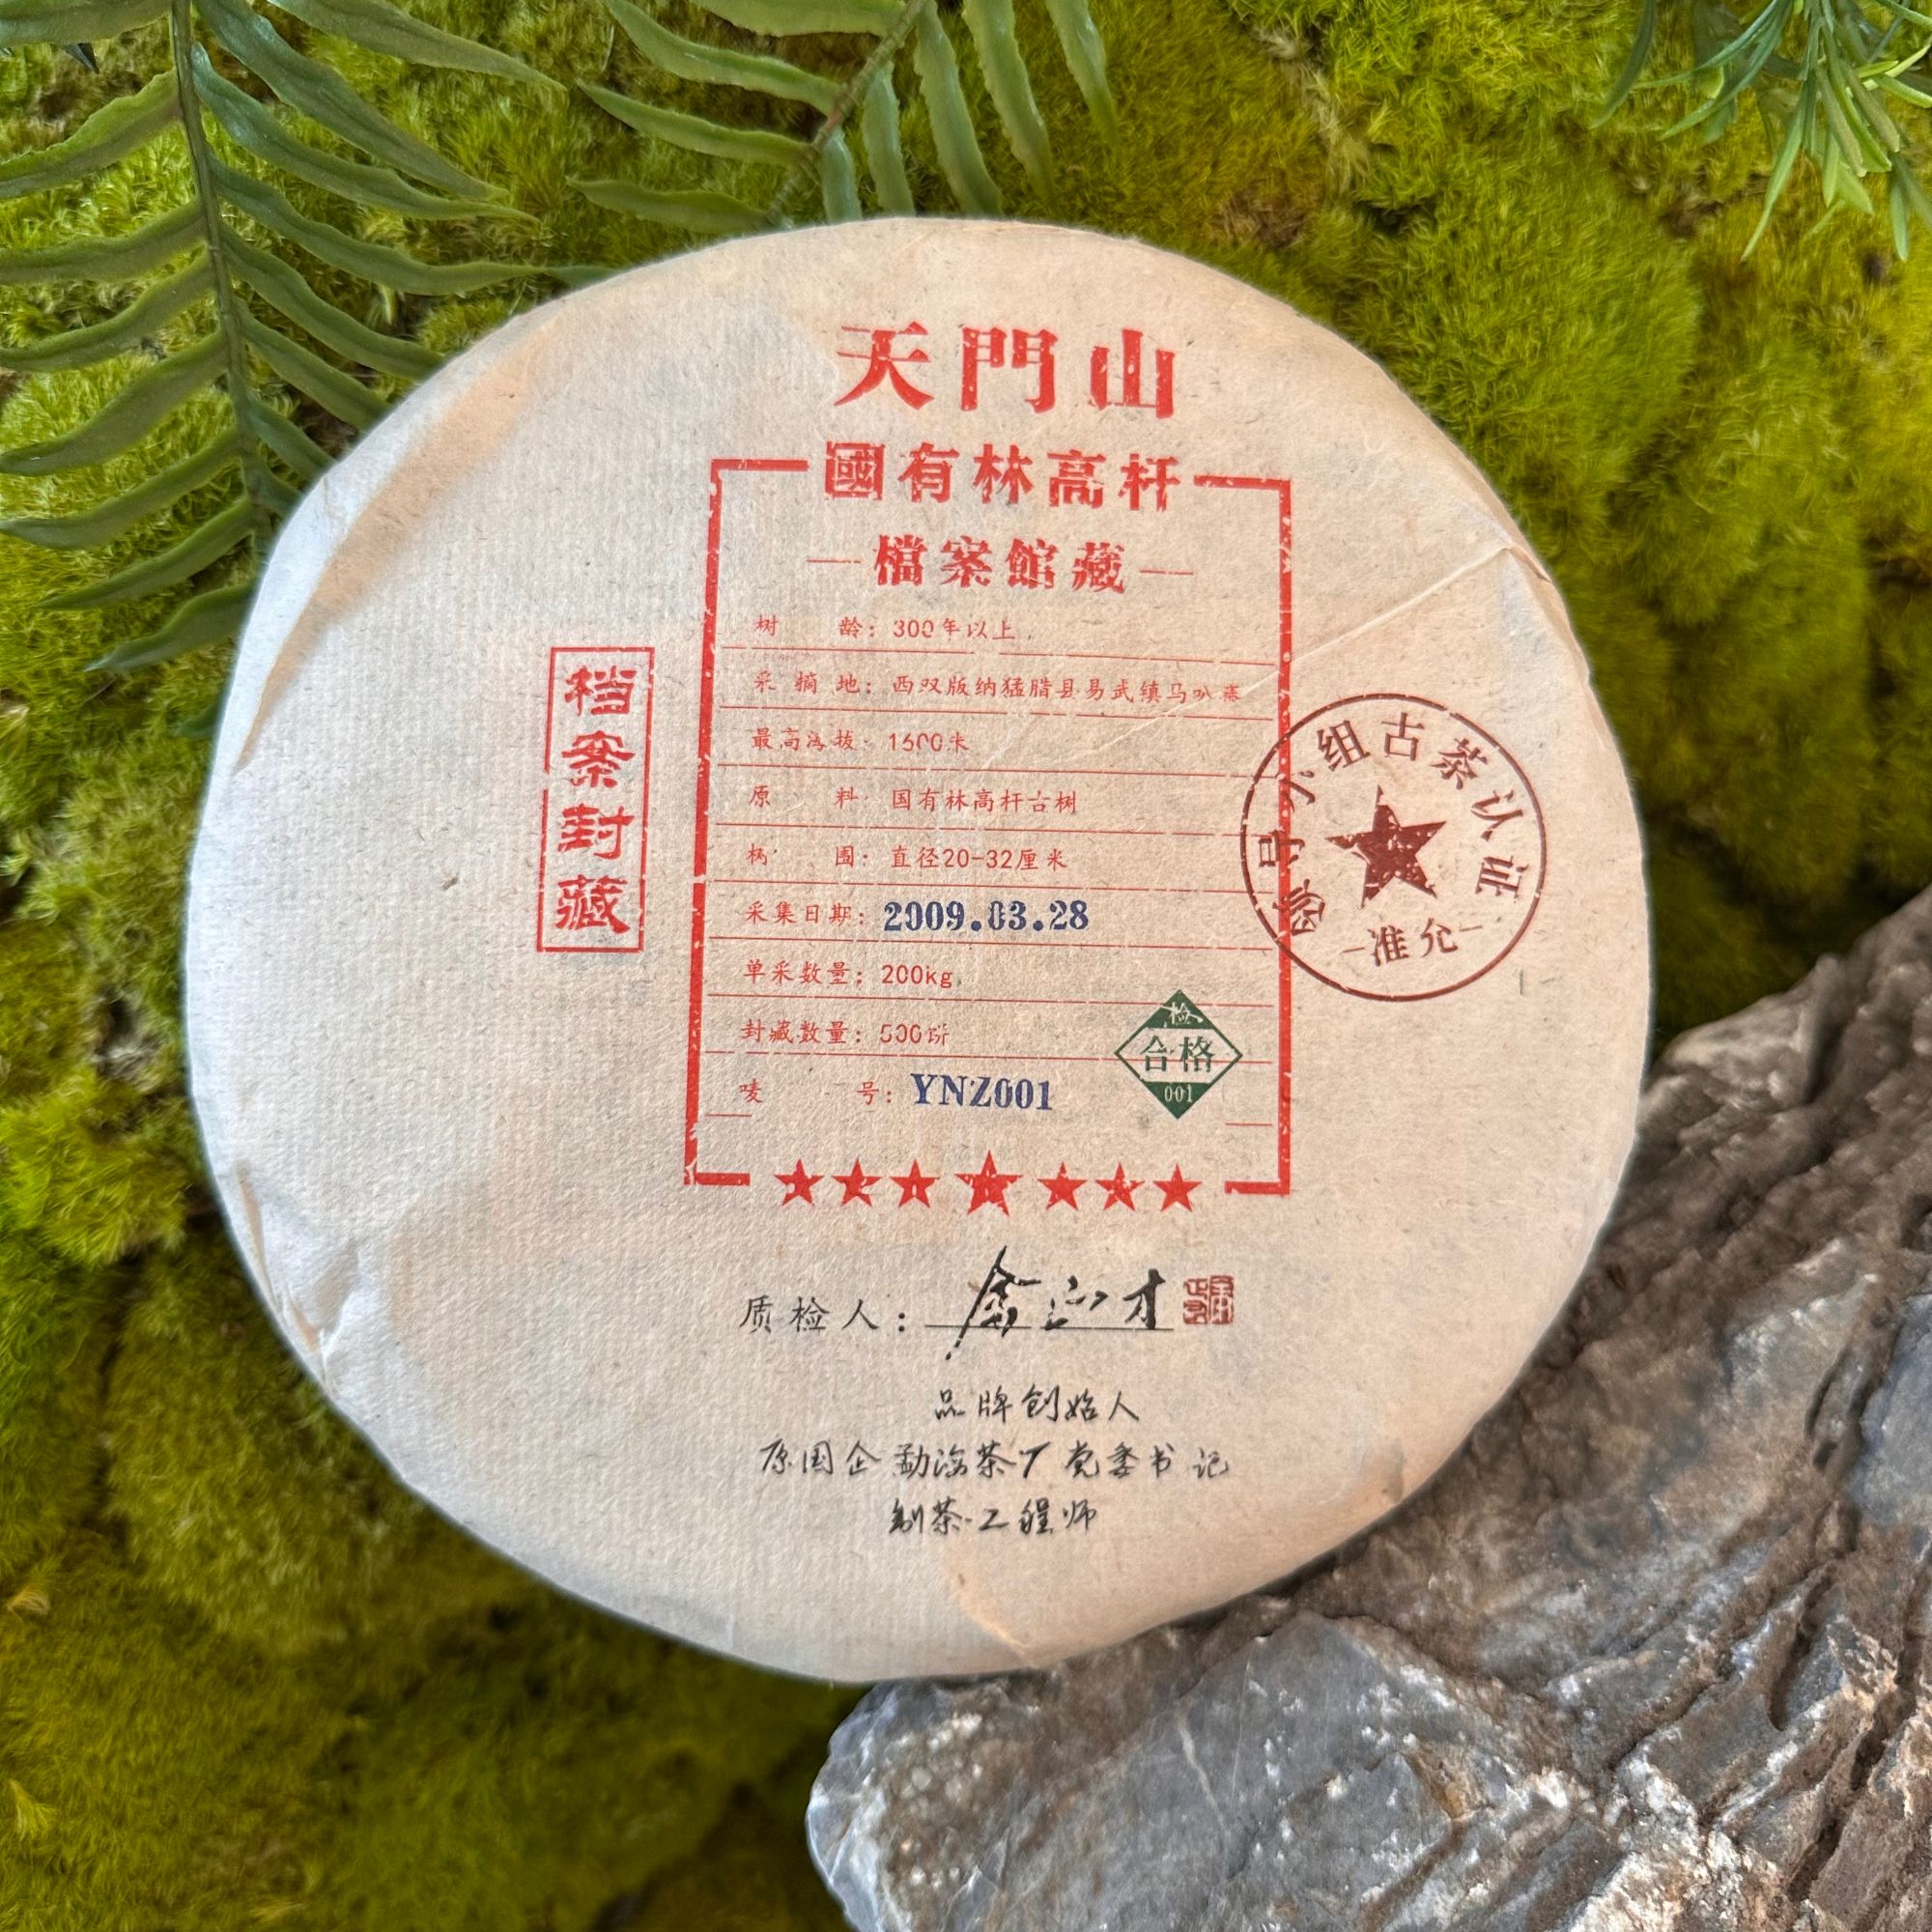 天門山
國有林高杆
檔案館藏
档案封藏
树龄：300年以上
采摘地：西双版纳猛腊县易武镇马叭寨
最高海拔：1600米
原料：国有林高杆古树
树围：直径20-32厘米
采集日期：2009.03.28
单采数量：200kg
封藏数量：500饼
唛号：YNZ001
检
合格
001
领导小组古茶认证
准允
质检人：
品牌创始人
原国企勐海茶厂党委书记
制茶工程师